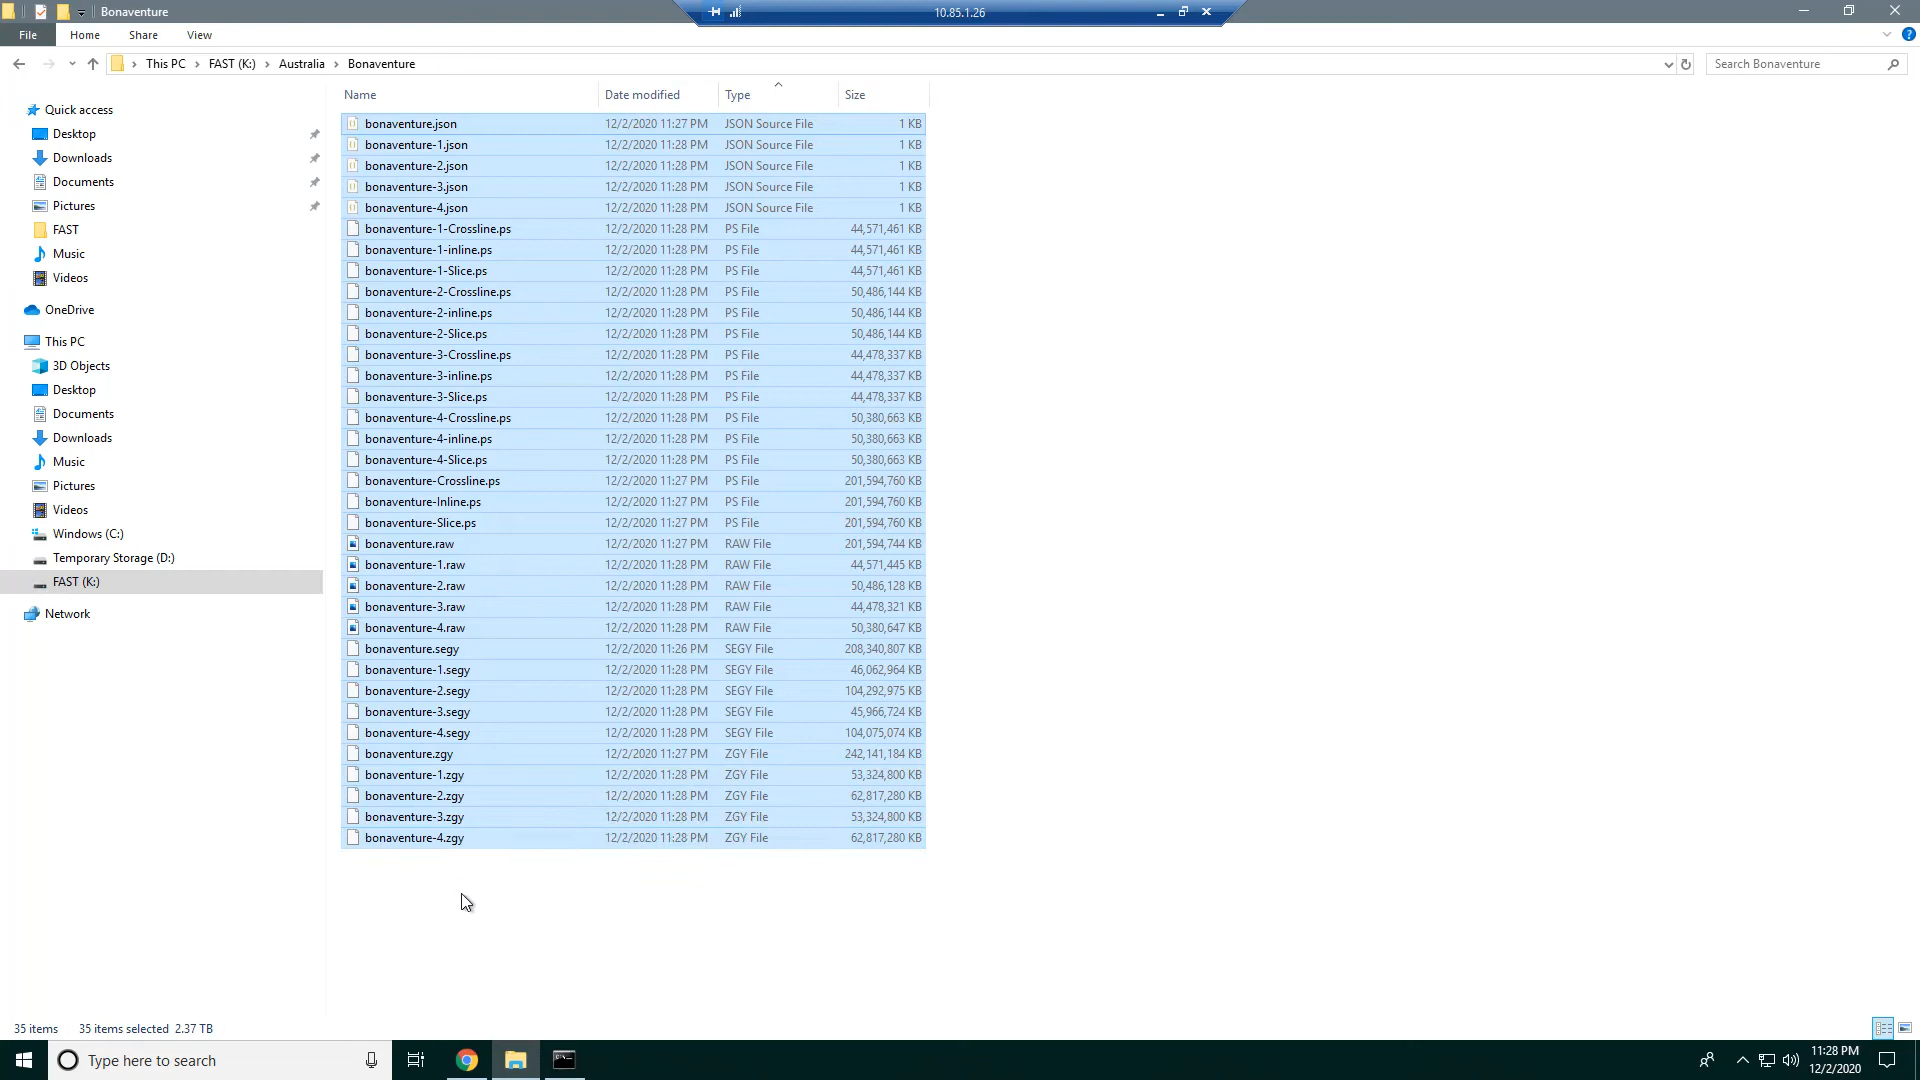 Bonaventure
10.85.1.26
File Home Share View
This PC FAST (K:) Australia Bonaventure
Search Bonaventure
Name Date modified Type Size
Quick access
Desktop
Downloads
Documents
Pictures
FAST
Music
Videos
OneDrive
This PC
3D Objects
Desktop
Documents
Downloads
Music
Pictures
Videos
Windows (C:)
Temporary Storage (D:)
FAST (K:)
Network
bonaventure.json 12/2/2020 11:27 PM JSON Source File 1 KB
bonaventure-1.json 12/2/2020 11:28 PM JSON Source File 1 KB
bonaventure-2.json 12/2/2020 11:28 PM JSON Source File 1 KB
bonaventure-3.json 12/2/2020 11:28 PM JSON Source File 1 KB
bonaventure-4.json 12/2/2020 11:28 PM JSON Source File 1 KB
bonaventure-1-Crossline.ps 12/2/2020 11:28 PM PS File 44,571,461 KB
bonaventure-1-inline.ps 12/2/2020 11:28 PM PS File 44,571,461 KB
bonaventure-1-Slice.ps 12/2/2020 11:28 PM PS File 44,571,461 KB
bonaventure-2-Crossline.ps 12/2/2020 11:28 PM PS File 50,486,144 KB
bonaventure-2-inline.ps 12/2/2020 11:28 PM PS File 50,486,144 KB
bonaventure-2-Slice.ps 12/2/2020 11:28 PM PS File 50,486,144 KB
bonaventure-3-Crossline.ps 12/2/2020 11:28 PM PS File 44,478,337 KB
bonaventure-3-inline.ps 12/2/2020 11:28 PM PS File 44,478,337 KB
bonaventure-3-Slice.ps 12/2/2020 11:28 PM PS File 44,478,337 KB
bonaventure-4-Crossline.ps 12/2/2020 11:28 PM PS File 50,380,663 KB
bonaventure-4-inline.ps 12/2/2020 11:28 PM PS File 50,380,663 KB
bonaventure-4-Slice.ps 12/2/2020 11:28 PM PS File 50,380,663 KB
bonaventure-Crossline.ps 12/2/2020 11:27 PM PS File 201,594,760 KB
bonaventure-Inline.ps 12/2/2020 11:27 PM PS File 201,594,760 KB
bonaventure-Slice.ps 12/2/2020 11:27 PM PS File 201,594,760 KB
bonaventure.raw 12/2/2020 11:27 PM RAW File 201,594,744 KB
bonaventure-1.raw 12/2/2020 11:28 PM RAW File 44,571,445 KB
bonaventure-2.raw 12/2/2020 11:28 PM RAW File 50,486,128 KB
bonaventure-3.raw 12/2/2020 11:28 PM RAW File 44,478,321 KB
bonaventure-4.raw 12/2/2020 11:28 PM RAW File 50,380,647 KB
bonaventure.segy 12/2/2020 11:26 PM SEGY File 208,340,807 KB
bonaventure-1.segy 12/2/2020 11:28 PM SEGY File 46,062,964 KB
bonaventure-2.segy 12/2/2020 11:28 PM SEGY File 104,292,975 KB
bonaventure-3.segy 12/2/2020 11:28 PM SEGY File 45,966,724 KB
bonaventure-4.segy 12/2/2020 11:28 PM SEGY File 104,075,074 KB
bonaventure.zgy 12/2/2020 11:27 PM ZGY File 242,141,184 KB
bonaventure-1.zgy 12/2/2020 11:28 PM ZGY File 53,324,800 KB
bonaventure-2.zgy 12/2/2020 11:28 PM ZGY File 62,817,280 KB
bonaventure-3.zgy 12/2/2020 11:28 PM ZGY File 53,324,800 KB
bonaventure-4.zgy 12/2/2020 11:28 PM ZGY File 62,817,280 KB
35 items 35 items selected 2.37 TB
Type here to search
11:28 PM
12/2/2020